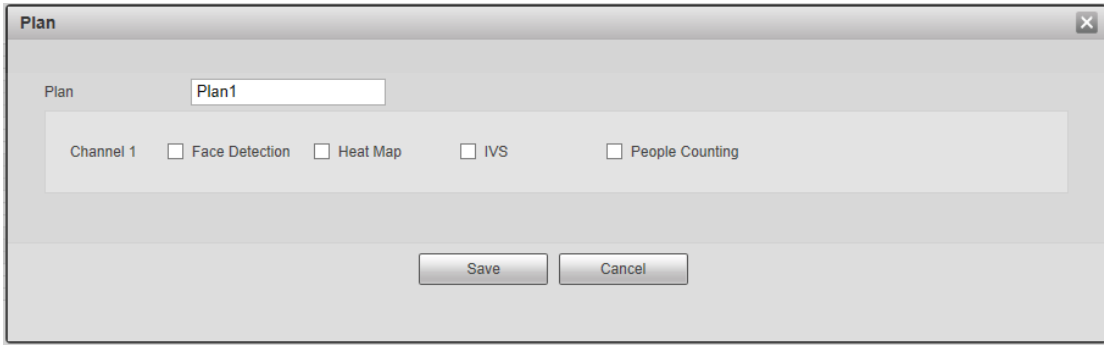 Plan
Plan Plan1
Channel 1 Face Detection Heat Map IVS People Counting
Save Cancel